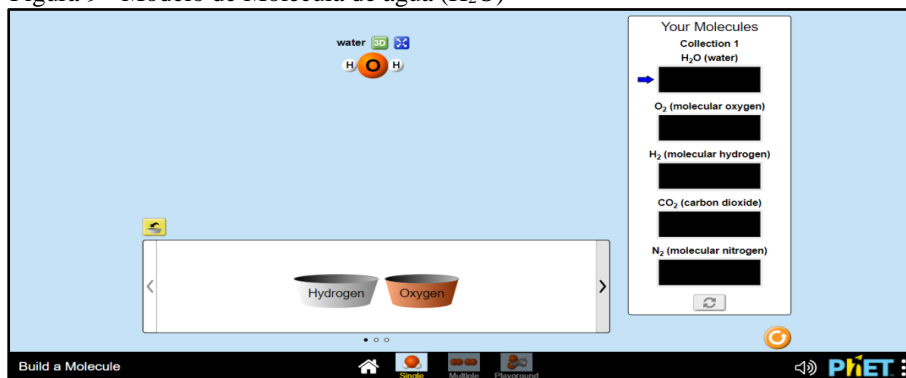 Figura 9 - Modelo de Molécula de água (H₂O)
water 3D
H O H
Your Molecules
Collection 1
H₂O (water)
O₂ (molecular oxygen)
H₂ (molecular hydrogen)
CO₂ (carbon dioxide)
N₂ (molecular nitrogen)
Hydrogen
Oxygen
Build a Molecule
Single
Multiple
Playground
PhET